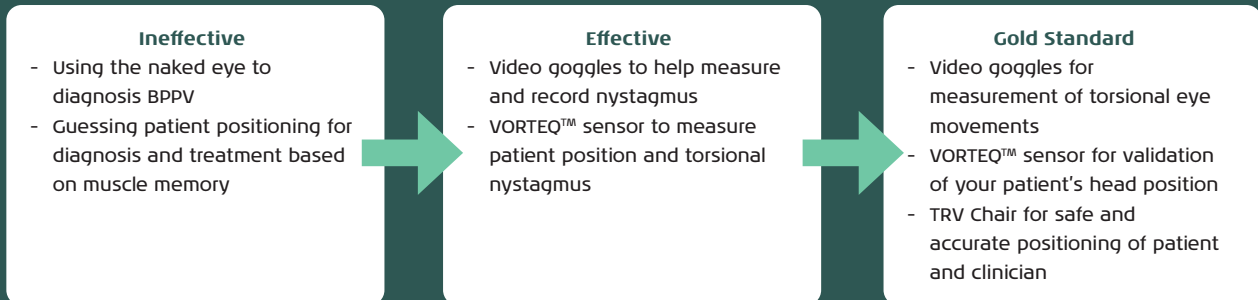 Ineffective
- Using the naked eye to
diagnosis BPPV
- Guessing patient positioning for
diagnosis and treatment based
on muscle memory
Effective
- Video goggles to help measure
and record nystagmus
- VORTEQ™ sensor to measure
patient position and torsional
nystagmus
Gold Standard
- Video goggles for
measurement of torsional eye
movements
- VORTEQ™ sensor for validation
of your patient's head position
- TRV Chair for safe and
accurate positioning of patient
and clinician